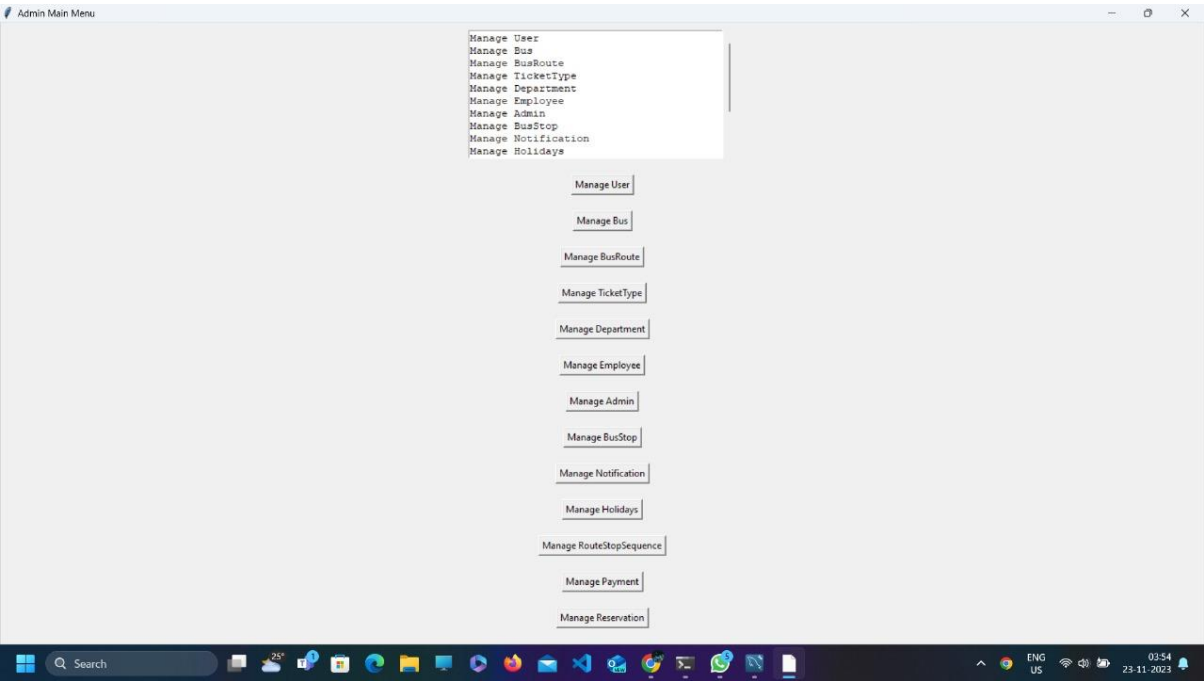 Admin Main Menu
Manage User
Manage Bus
Manage BusRoute
Manage TicketType
Manage Department
Manage Employee
Manage Admin
Manage BusStop
Manage Notification
Manage Holidays
Manage User
Manage Bus
Manage BusRoute
Manage TicketType
Manage Department
Manage Employee
Manage Admin
Manage BusStop
Manage Notification
Manage Holidays
Manage RouteStopSequence
Manage Payment
Manage Reservation
Search
25°
1
5
ENG
US
03:54
23-11-2023